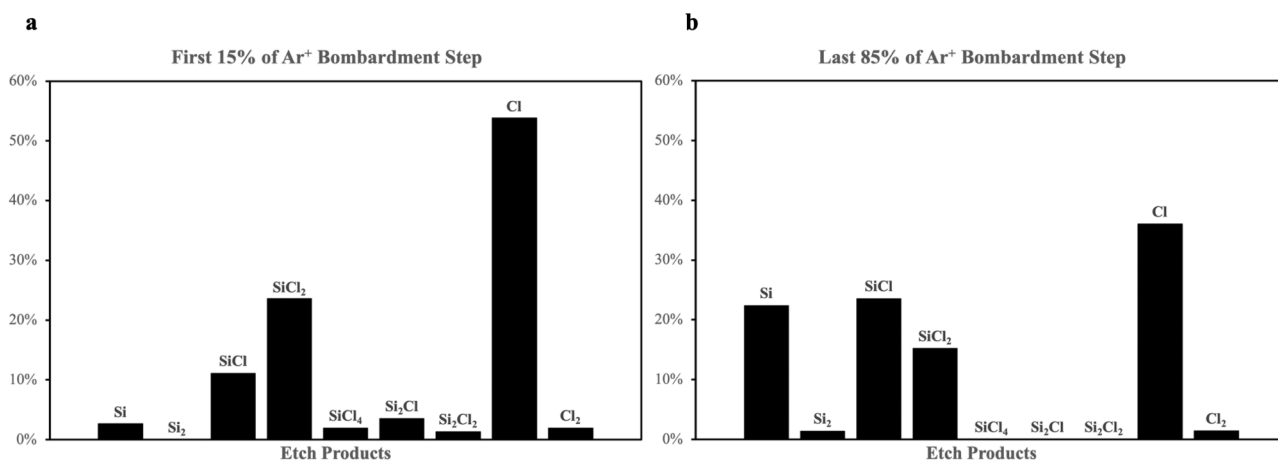 a
First 15% of Ar⁺ Bombardment Step
60%
50%
40%
30%
20%
10%
0%
Si
Si₂
SiCl
SiCl₂
SiCl₄
Si₂Cl
Si₂Cl₂
Cl
Cl₂
Etch Products
b
Last 85% of Ar⁺ Bombardment Step
60%
50%
40%
30%
20%
10%
0%
Si
Si₂
SiCl
SiCl₂
SiCl₄
Si₂Cl
Si₂Cl₂
Cl
Cl₂
Etch Products